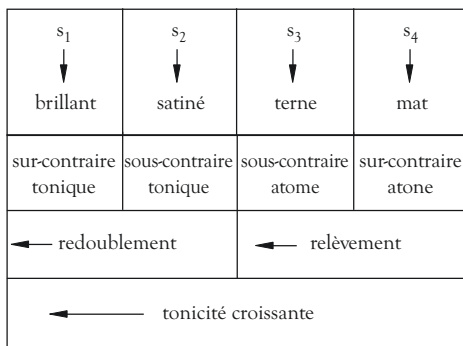 s₁ s₂ s₃ s₄
brillant satiné terne mat
sur-contraire sous-contraire sous-contraire sur-contraire
tonique tonique atome atone
redoublement relèvement
tonicité croissante